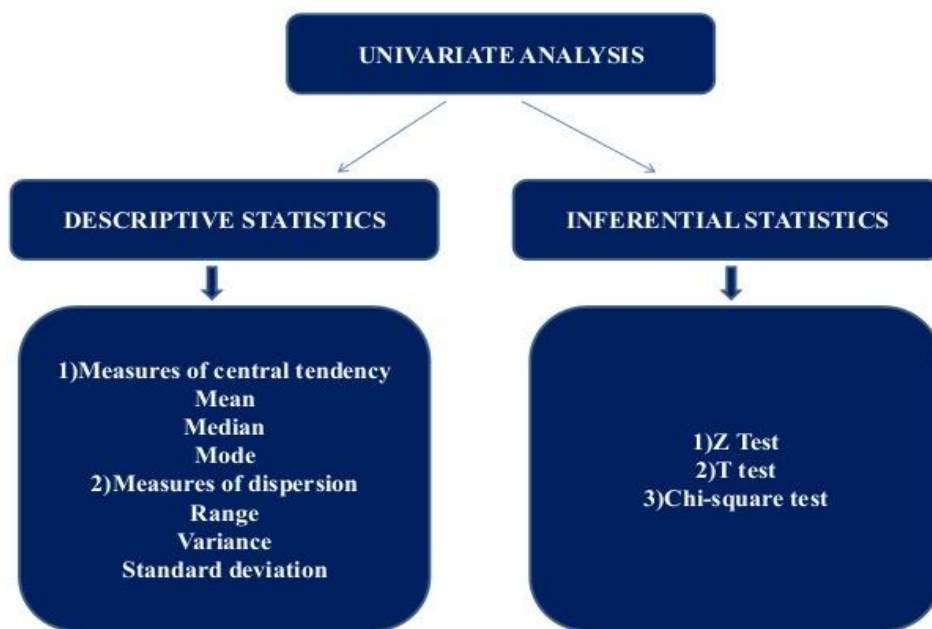 UNIVARIATE ANALYSIS
DESCRIPTIVE STATISTICS
INFERENTIAL STATISTICS
1)Measures of central tendency
Mean
Median
Mode
2)Measures of dispersion
Range
Variance
Standard deviation
1)Z Test
2)T test
3)Chi-square test